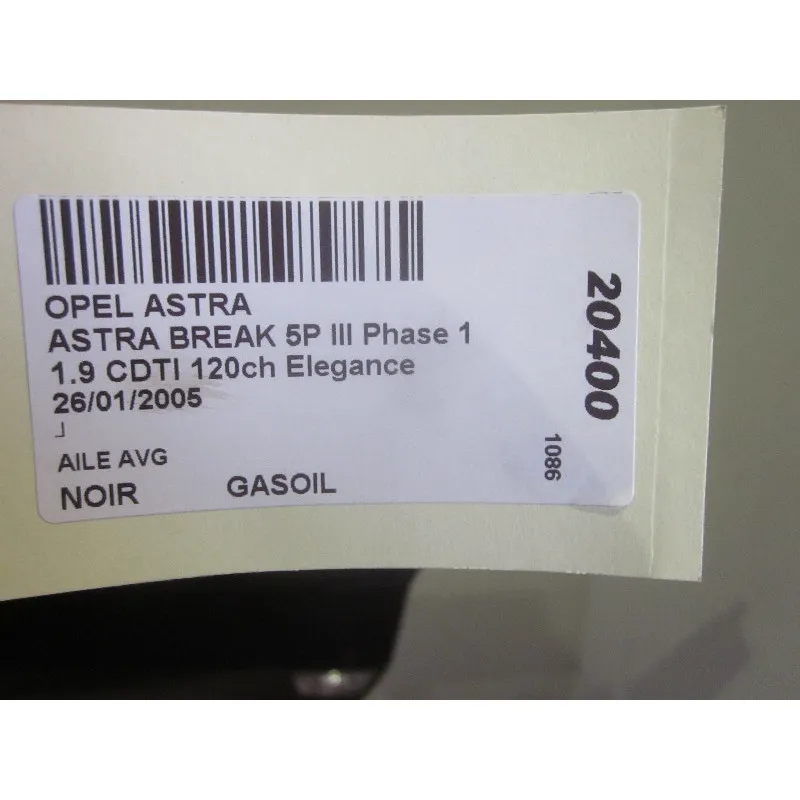 OPEL ASTRA
ASTRA BREAK 5P III Phase 1
1.9 CDTI 120ch Elegance
26/01/2005
AILE AVG
NOIR GASOIL
20400
1086